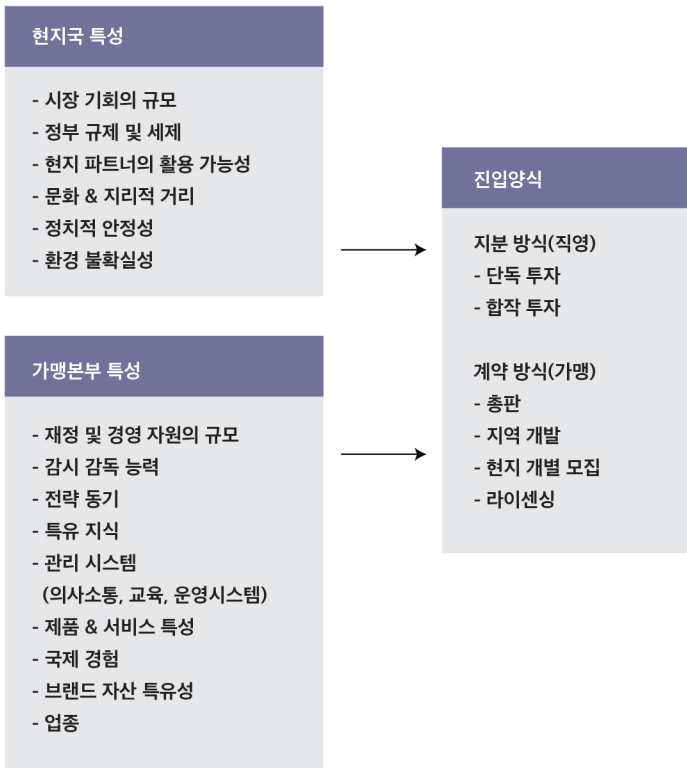 현지국 특성
- 시장 기회의 규모
- 정부 규제 및 세제
- 현지 파트너의 활용 가능성
- 문화 & 지리적 거리
- 정치적 안정성
- 환경 불확실성
가맹본부 특성
- 재정 및 경영 자원의 규모
- 감시 감독 능력
- 전략 동기
- 특유 지식
- 관리 시스템
(의사소통, 교육, 운영시스템)
- 제품 & 서비스 특성
- 국제 경험
- 브랜드 자산 특유성
- 업종
진입양식
지분 방식(직영)
- 단독 투자
- 합작 투자
계약 방식(가맹)
- 총판
- 지역 개발
- 현지 개별 모집
- 라이센싱